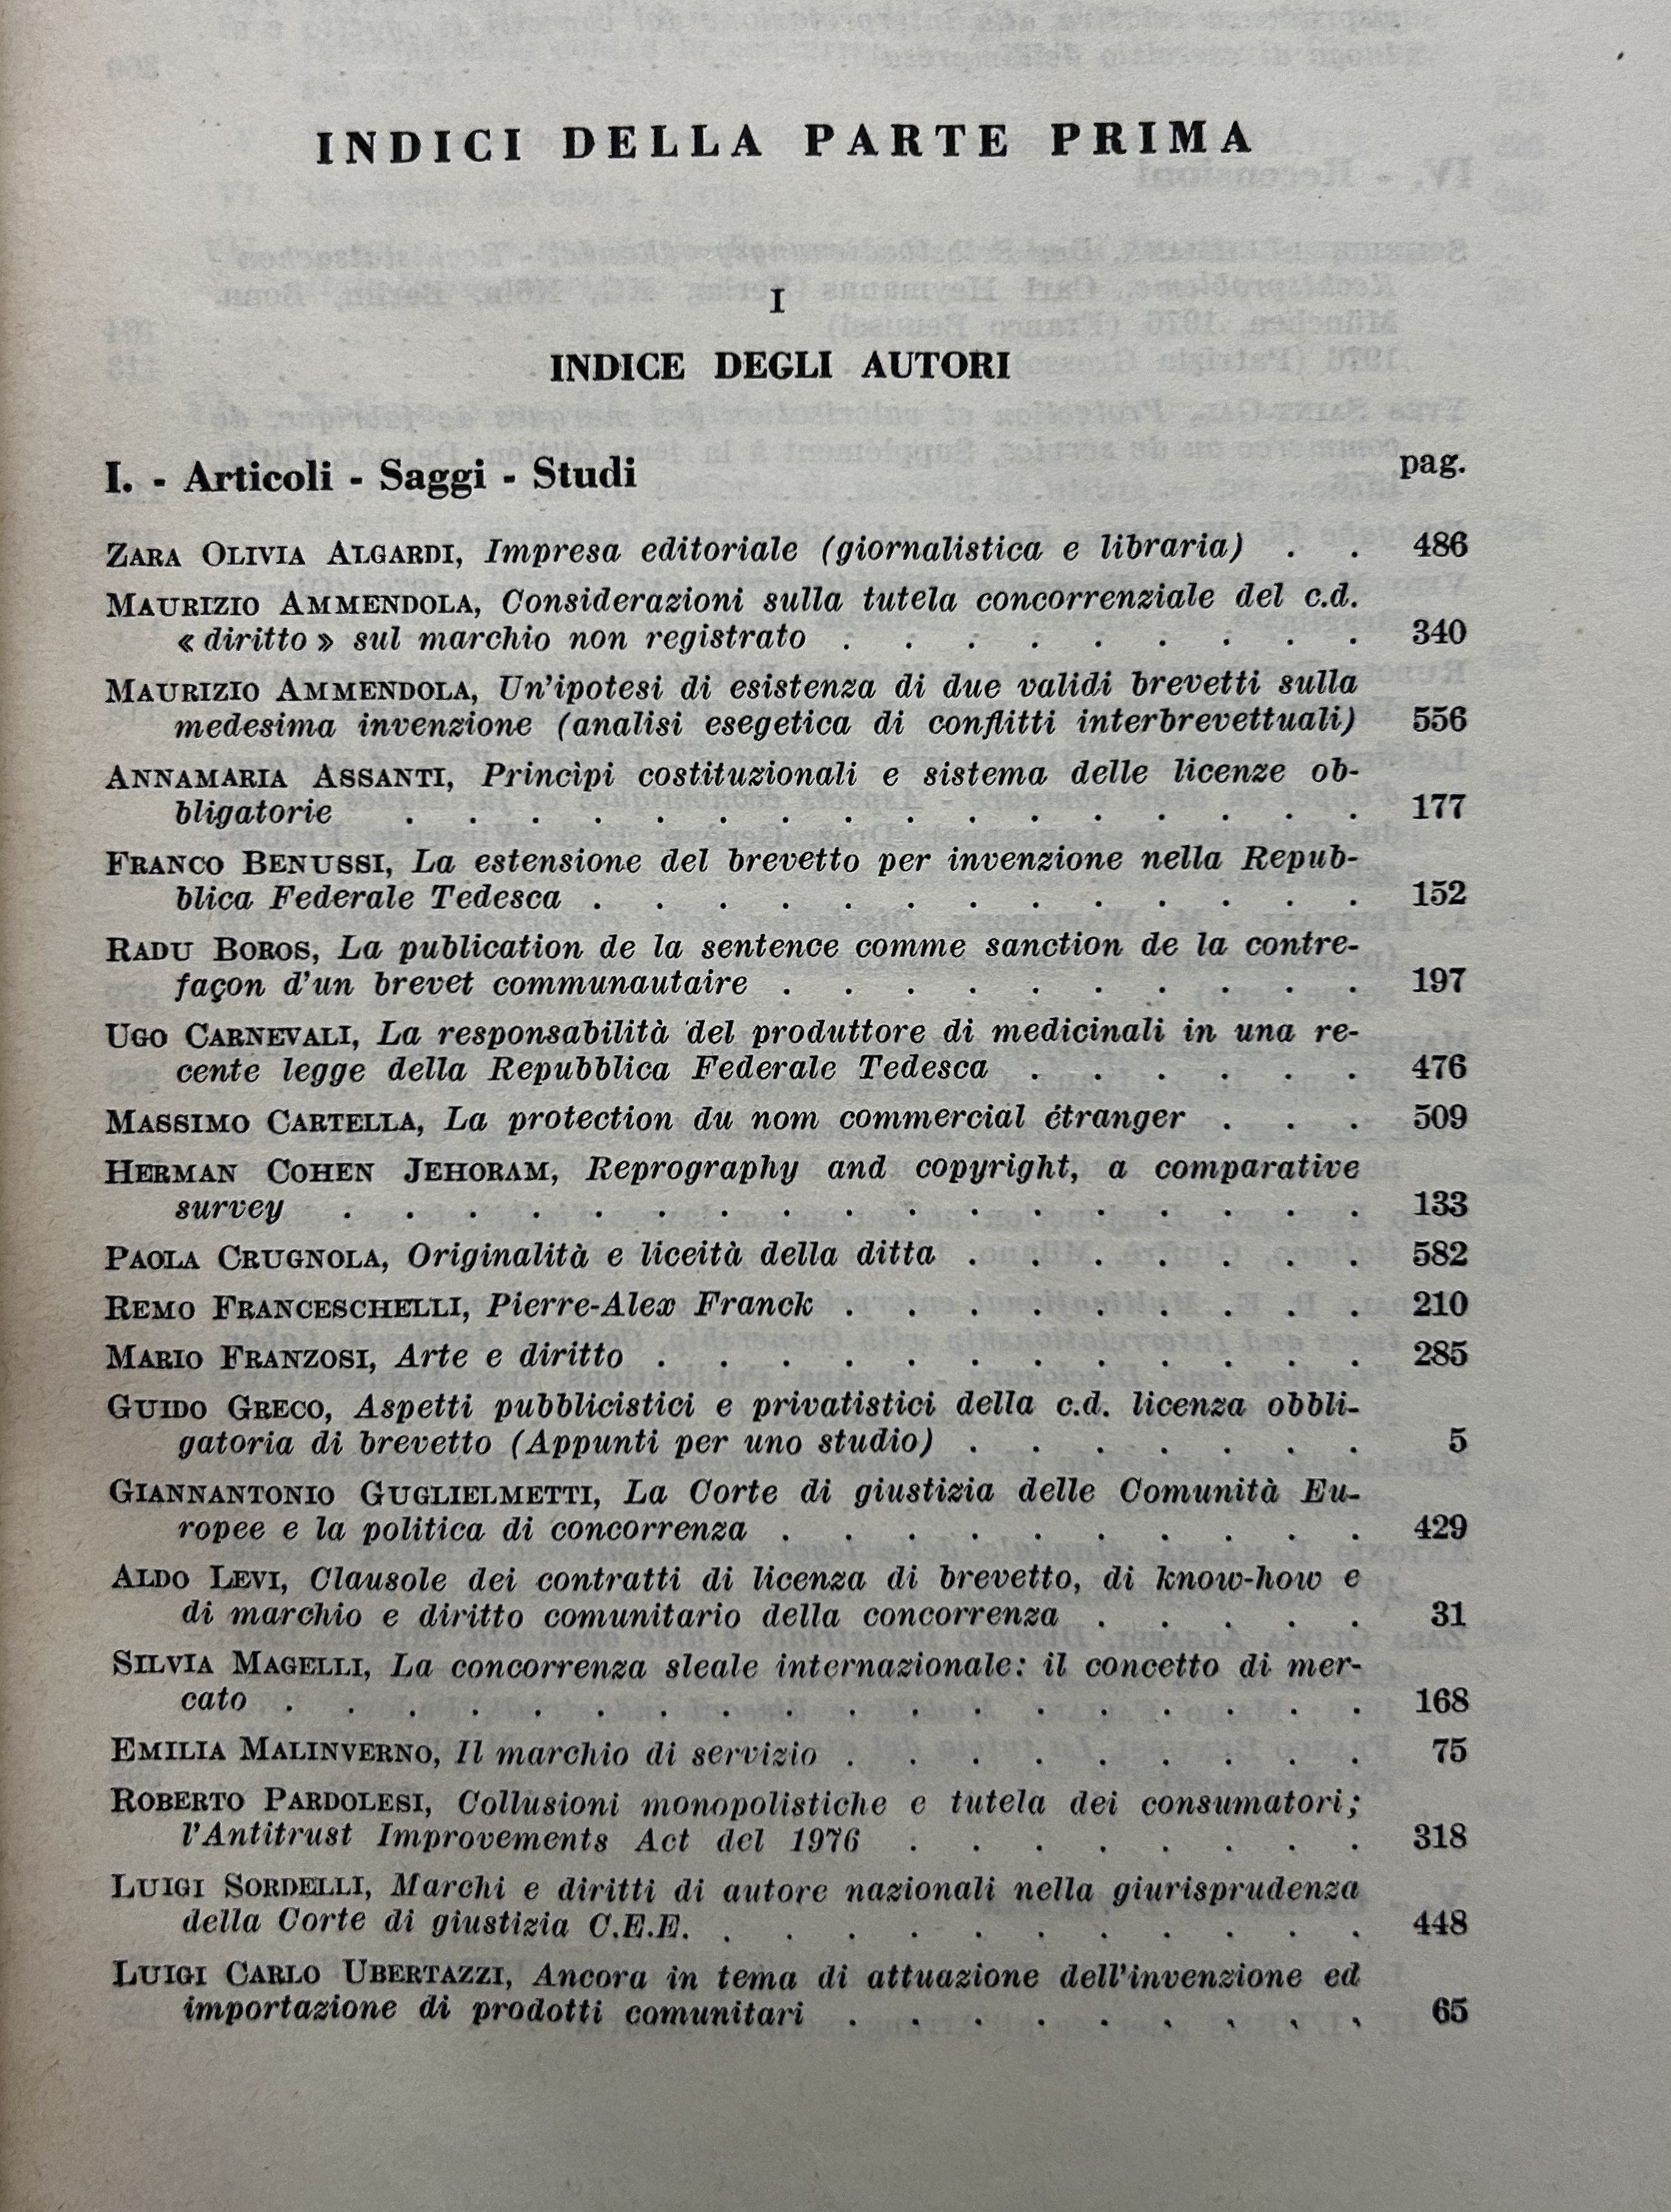 INDICI DELLA PARTE PRIMA
I
INDICE DEGLI AUTORI
I. - Articoli - Saggi - Studi pag.
ZARA OLIVIA ALGARDI, Impresa editoriale (giornalistica e libraria) . . 486
MAURIZIO AMMENDOLA, Considerazioni sulla tutela concorrenziale del c.d.
« diritto » sul marchio non registrato . . . . . . . . . 340
MAURIZIO AMMENDOLA, Un'ipotesi di esistenza di due validi brevetti sulla
medesima invenzione (analisi esegetica di conflitti interbrevettuali) 556
ANNAMARIA ASSANTI, Princìpi costituzionali e sistema delle licenze ob-
bligatorie . . . . . . . . . . . . . . . . 177
FRANCO BENUSSI, La estensione del brevetto per invenzione nella Repub-
blica Federale Tedesca . . . . . . . . . . . . . 152
RADU BOROS, La publication de la sentence comme sanction de la contre-
façon d'un brevet communautaire . . . . . . . . . . 197
UGO CARNEVALI, La responsabilità del produttore di medicinali in una re-
cente legge della Repubblica Federale Tedesca . . . . . . 476
MASSIMO CARTELLA, La protection du nom commercial étranger . . . 509
HERMAN COHEN JEHORAM, Reprography and copyright, a comparative
survey . . . . . . . . . . . . . . . . . 133
PAOLA CRUGNOLA, Originalità e liceità della ditta . . . . . . . 582
REMO FRANCESCHELLI, Pierre-Alex Franck . . . . . . . . . 210
MARIO FRANZOSI, Arte e diritto . . . . . . . . . . . . 285
GUIDO GRECO, Aspetti pubblicistici e privatistici della c.d. licenza obbli-
gatoria di brevetto (Appunti per uno studio) . . . . . . . 5
GIANNANTONIO GUGLIELMETTI, La Corte di giustizia delle Comunità Eu-
ropee e la politica di concorrenza . . . . . . . . . . 429
ALDO LEVI, Clausole dei contratti di licenza di brevetto, di know-how e
di marchio e diritto comunitario della concorrenza . . . . . 31
SILVIA MAGELLI, La concorrenza sleale internazionale: il concetto di mer-
cato . . . . . . . . . . . . . . . . . . 168
EMILIA MALINVERNO, Il marchio di servizio . . . . . . . . . 75
ROBERTO PARDOLESI, Collusioni monopolistiche e tutela dei consumatori;
l'Antitrust Improvements Act del 1976 . . . . . . . . 318
LUIGI SORDELLI, Marchi e diritti di autore nazionali nella giurisprudenza
della Corte di giustizia C.E.E. . . . . . . . . . . . 448
LUIGI CARLO UBERTAZZI, Ancora in tema di attuazione dell'invenzione ed
importazione di prodotti comunitari . . . . . . . . . 65